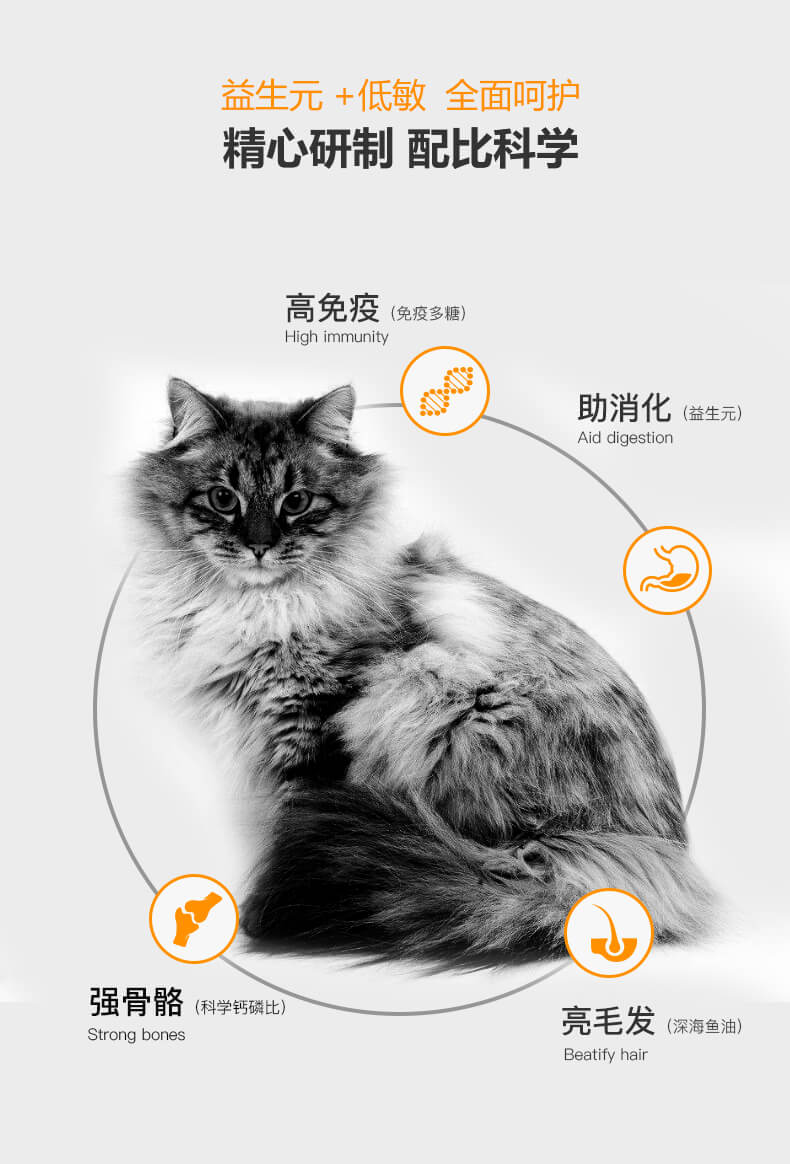 益生元 +低敏 全面呵护
精心研制 配比科学
高免疫 (免疫多糖)
High immunity
助消化 (益生元)
Aid digestion
强骨骼 (科学钙磷比)
Strong bones
亮毛发 (深海鱼油)
Beatify hair